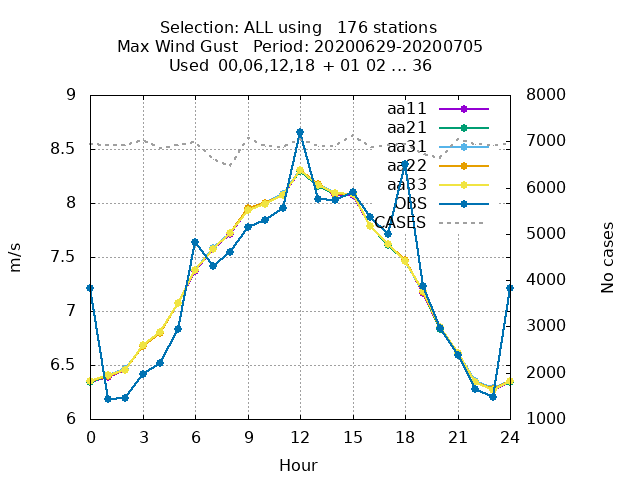 Selection: ALL using   176 stations
Max Wind Gust   Period: 20200629-20200705
Used  00,06,12,18  + 01 02 ... 36
9
8.5
8
7.5
7
6.5
6
m/s
8000
7000
6000
5000
4000
3000
2000
1000
No cases
aa11
aa21
aa31
aa22
aa33
OBS
CASES
0
3
6
9
12
15
18
21
24
Hour